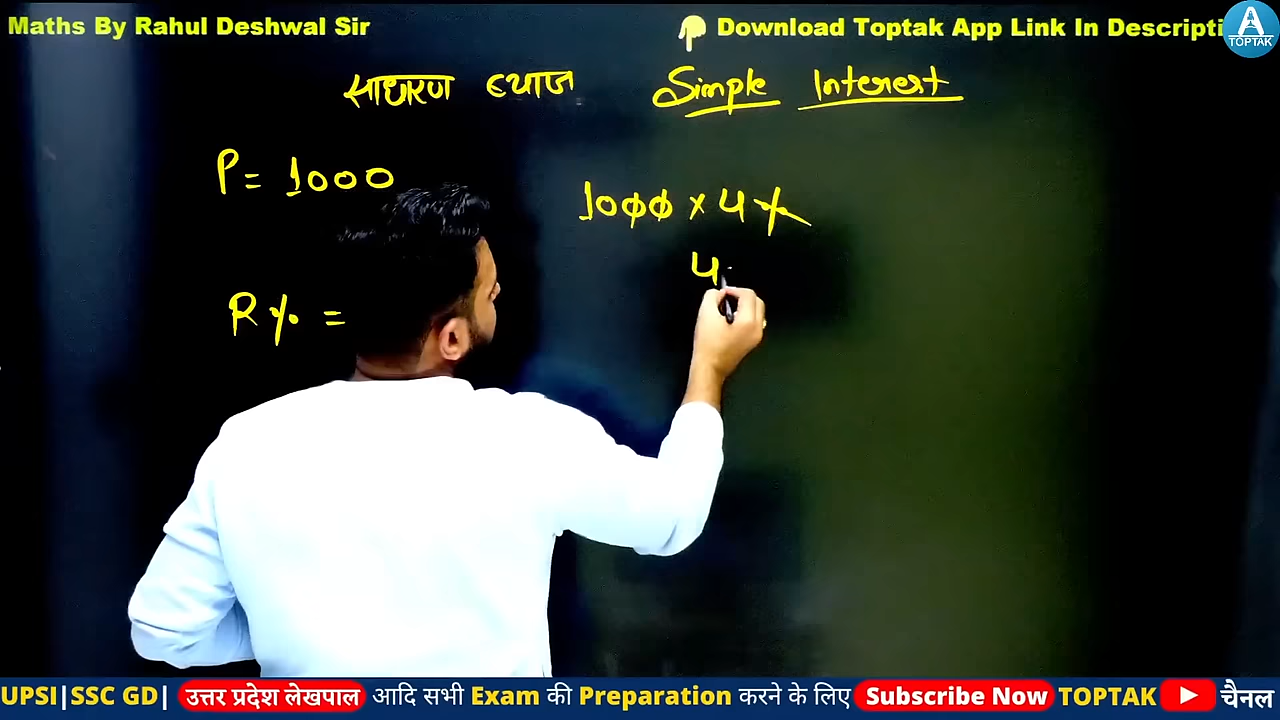 Maths By Rahul Deshwal Sir
Download Toptak App Link In Descripti
TOPTAK
साधारण ब्याज Simple Interest
P = 1000
1000 × 4%
4
R% =
UPSI|SSC GD| उत्तर प्रदेश लेखपाल आदि सभी Exam की Preparation करने के लिए Subscribe Now TOPTAK चैनल